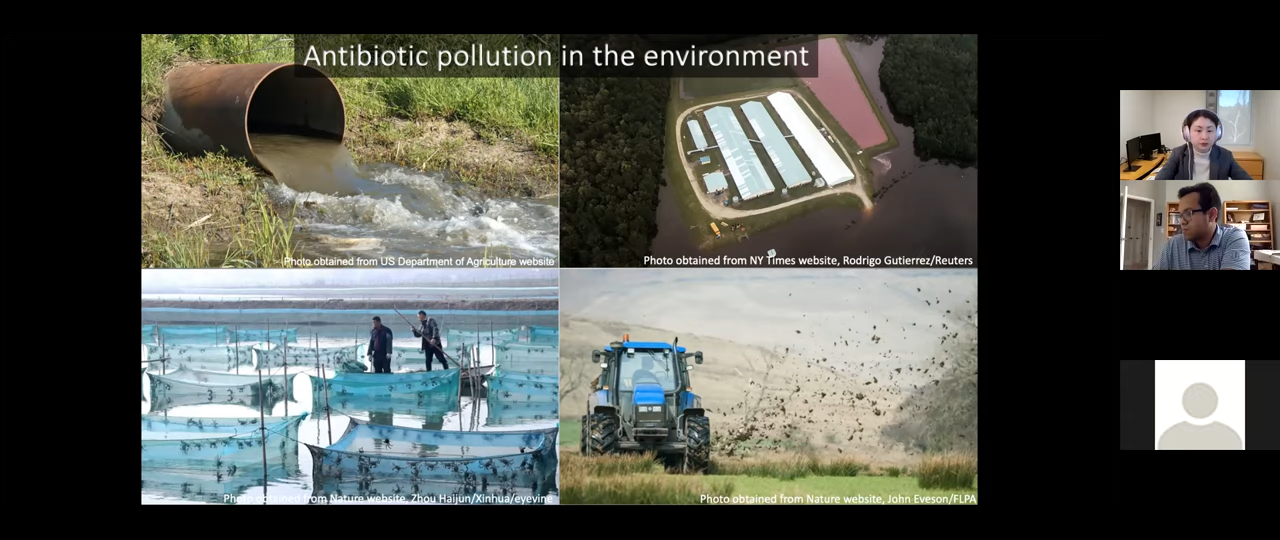 Antibiotic pollution in the environment
Photo obtained from US Department of Agriculture website
Photo obtained from NY Times website, Rodrigo Gutierrez/Reuters
Photo obtained from Nature website, Zhou Haijun/Xinhua/eyevine
Photo obtained from Nature website, John Eveson/FLPA